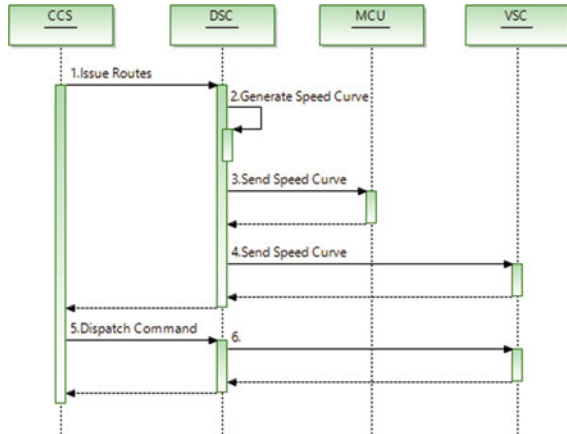 CCS
DSC
MCU
VSC
1.Issue Routes
2.Generate Speed Curve
3.Send Speed Curve
4.Send Speed Curve
5.Dispatch Command
6.